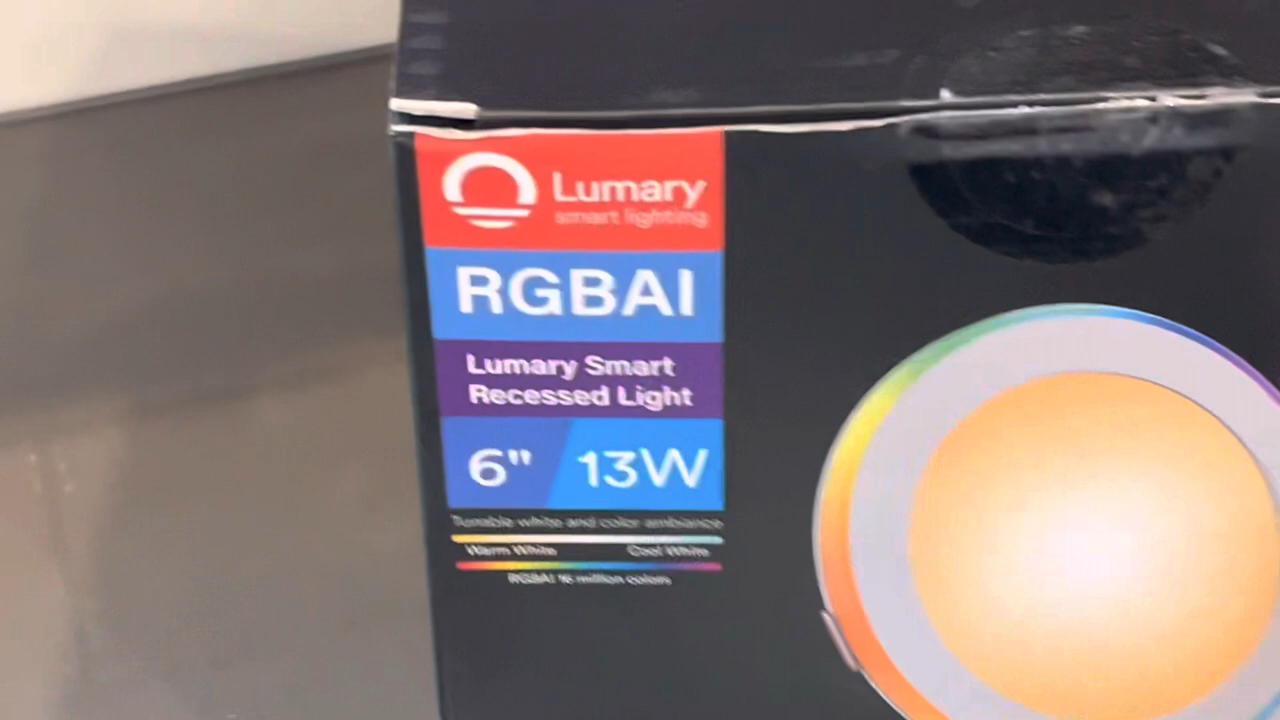 Lumary
smart lighting
RGBAI
Lumary Smart
Recessed Light
6" 13W
Tunable white and color ambiance
Warm White Cool White
RGBAI 16 million colors